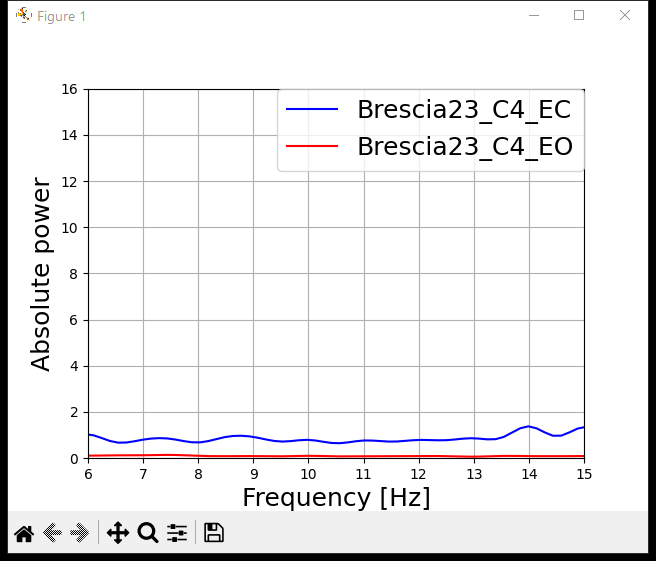 Figure 1
Brescia23_C4_EC
Brescia23_C4_EO
Absolute power
16
14
12
10
8
6
4
2
0
6 7 8 9 10 11 12 13 14 15
Frequency [Hz]